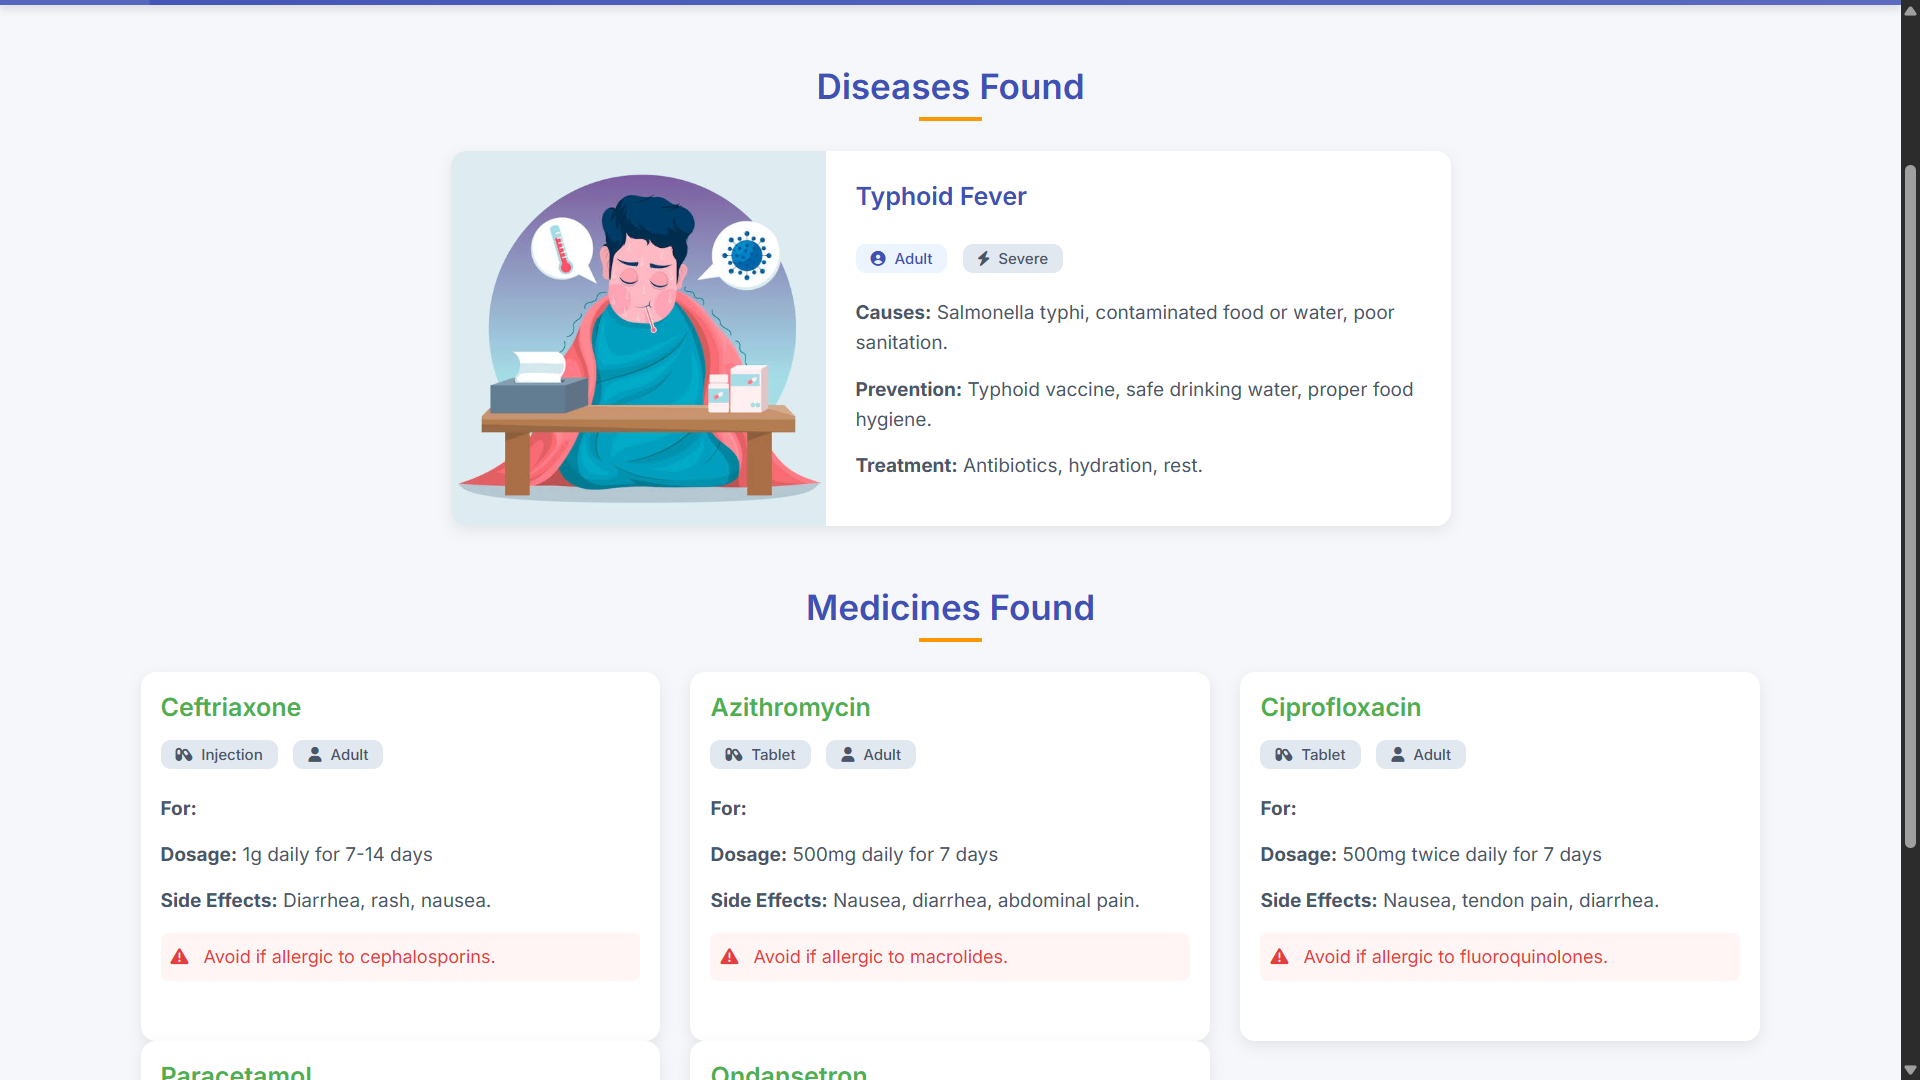 Diseases Found
Typhoid Fever
Adult
Severe
Causes: Salmonella typhi, contaminated food or water, poor
sanitation.
Prevention: Typhoid vaccine, safe drinking water, proper food
hygiene.
Treatment: Antibiotics, hydration, rest.
Medicines Found
Ceftriaxone
Injection
Adult
For:
Dosage: 1g daily for 7-14 days
Side Effects: Diarrhea, rash, nausea.
Avoid if allergic to cephalosporins.
Azithromycin
Tablet
Adult
For:
Dosage: 500mg daily for 7 days
Side Effects: Nausea, diarrhea, abdominal pain.
Avoid if allergic to macrolides.
Ciprofloxacin
Tablet
Adult
For:
Dosage: 500mg twice daily for 7 days
Side Effects: Nausea, tendon pain, diarrhea.
Avoid if allergic to fluoroquinolones.
Paracetamol
Ondansetron